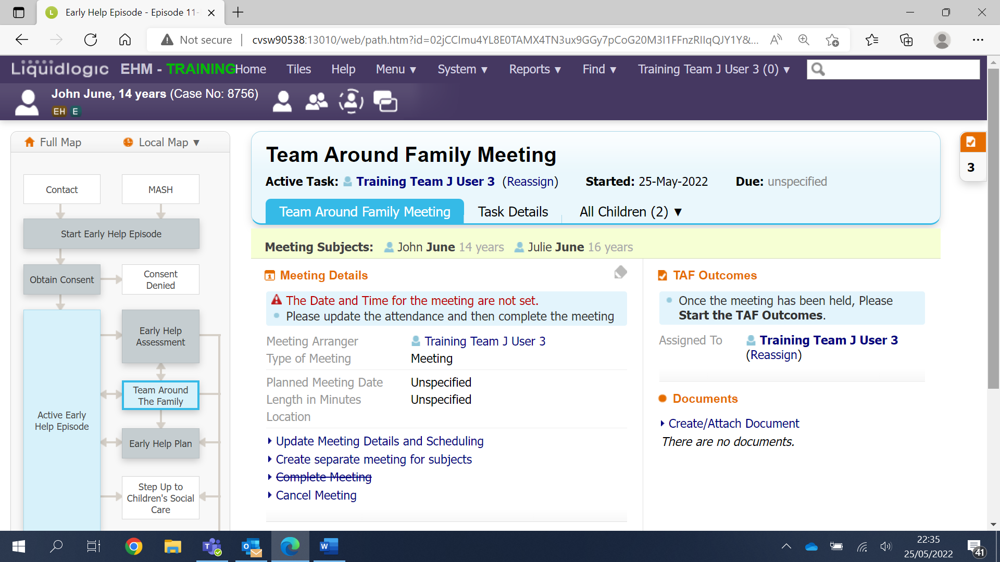 Early Help Episode - Episode 11-
Not secure
cvsw90538:13010/web/path.htm?id=02jCCImu4YL8E0TAMX4TN3ux9GGy7pCoG20M3I1FFnzRIIqQJY1Y&...
Liquidlogic EHM - TRAINING Home Tiles Help Menu ▼ System ▼ Reports ▼ Find ▼ Training Team J User 3 (0) ▼
John June, 14 years (Case No: 8756)
EH E
Full Map Local Map ▼
Contact MASH
Start Early Help Episode
Obtain Consent
Consent
Denied
Active Early
Help Episode
Early Help
Assessment
Team Around
The Family
Early Help Plan
Step Up to
Children's Social
Care
Team Around Family Meeting
Active Task: Training Team J User 3 (Reassign) Started: 25-May-2022 Due: unspecified
Team Around Family Meeting Task Details All Children (2) ▼
3
Meeting Subjects: John June 14 years Julie June 16 years
Meeting Details
The Date and Time for the meeting are not set.
Please update the attendance and then complete the meeting
Meeting Arranger Training Team J User 3
Type of Meeting Meeting
Planned Meeting Date Unspecified
Length in Minutes Unspecified
Location
Update Meeting Details and Scheduling
Create separate meeting for subjects
Complete Meeting
Cancel Meeting
TAF Outcomes
Once the meeting has been held, Please
Start the TAF Outcomes.
Assigned To Training Team J User 3
(Reassign)
Documents
Create/Attach Document
There are no documents.
22:35
25/05/2022
41